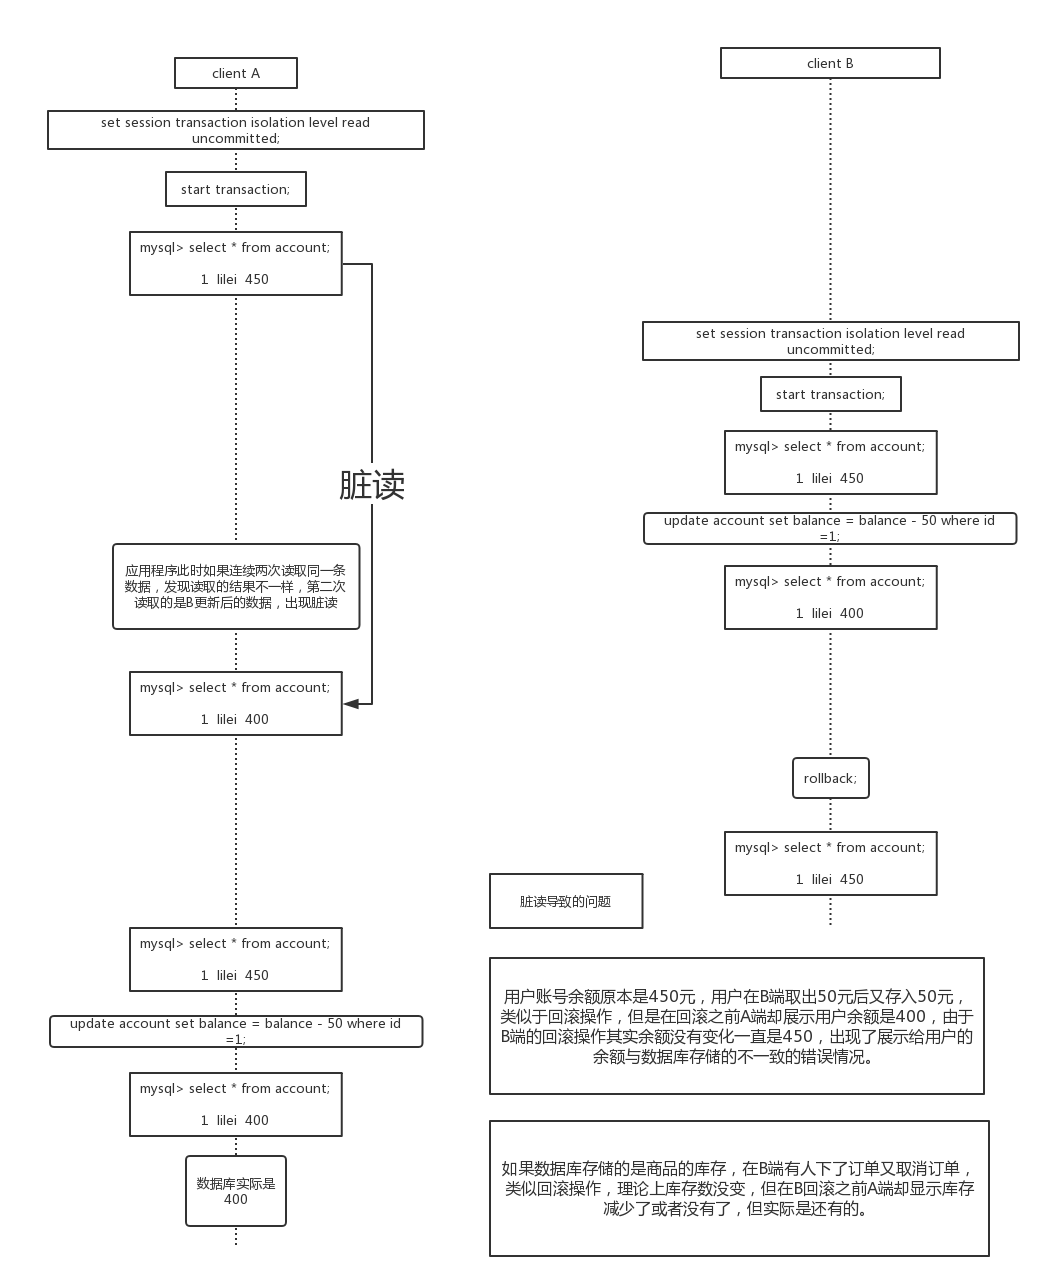 client A
set session transaction isolation level read
uncommitted;
start transaction;
mysql> select * from account;
1 lilei 450
脏读
应用程序此时如果连续两次读取同一条
数据，发现读取的结果不一样，第二次
读取的是B更新后的数据，出现脏读
mysql> select * from account;
1 lilei 400
mysql> select * from account;
1 lilei 450
update account set balance = balance - 50 where id
=1;
mysql> select * from account;
1 lilei 400
数据库实际是
400
client B
set session transaction isolation level read
uncommitted;
start transaction;
mysql> select * from account;
1 lilei 450
update account set balance = balance - 50 where id
=1;
mysql> select * from account;
1 lilei 400
rollback;
mysql> select * from account;
1 lilei 450
脏读导致的问题
用户账号余额原本是450元，用户在B端取出50元后又存入50元，
类似于回滚操作，但是在回滚之前A端却展示用户余额是400，由于
B端的回滚操作其实余额没有变化一直是450，出现了展示给用户的
余额与数据库存储的不一致的错误情况。
如果数据库存储的是商品的库存，在B端有人下了订单又取消订单，
类似回滚操作，理论上库存数没变，但在B回滚之前A端却显示库存
减少了或者没有了，但实际是还有的。